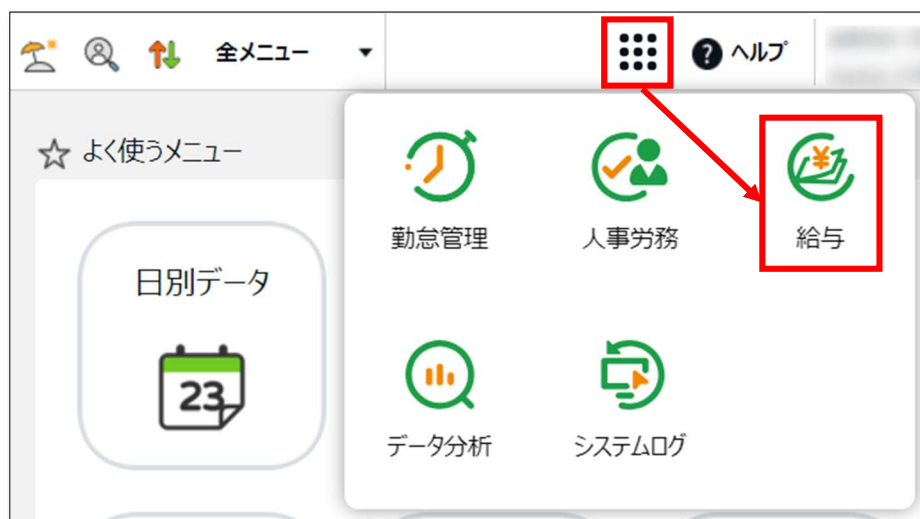 全メニュー
ヘルプ
よく使うメニュー
日別データ
23
勤怠管理
人事労務
給与
データ分析
システムログ